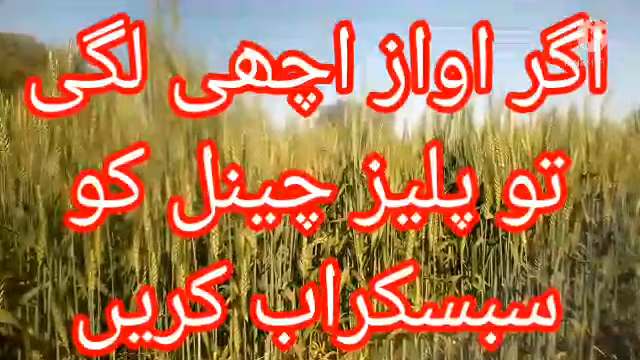 اگر اواز اچھی لگی
تو پلیز چینل کو
سبسکراب کریں